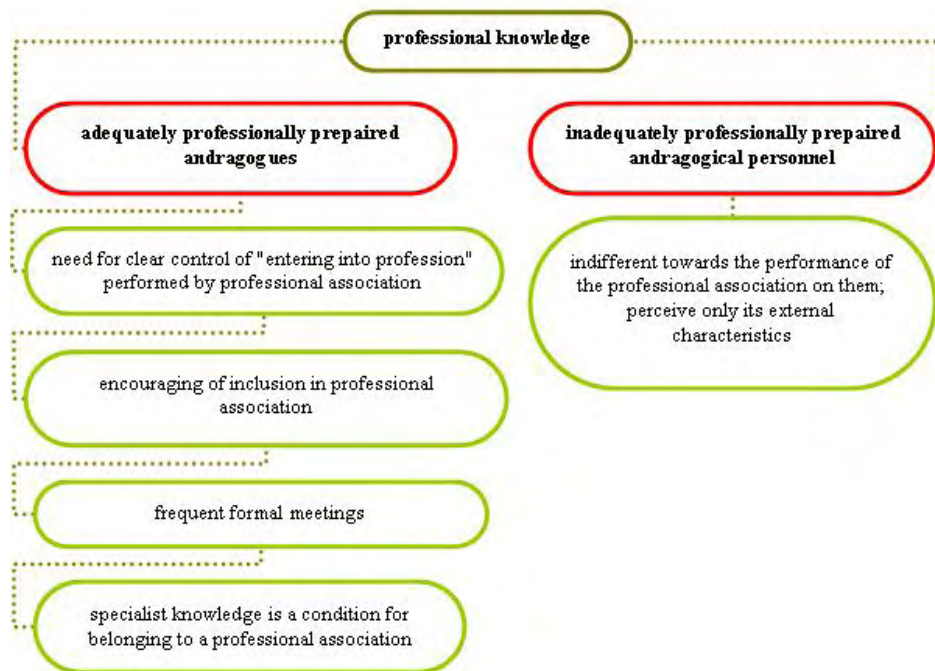 professional knowledge
adequately professionally prepaired
andragogues
inadequately professionally prepaired
andragogical personnel
need for clear control of "entering into profession"
performed by professional association
indifferent towards the performance of
the professional association on them;
perceive only its external
characteristics
encouraging of inclusion in professional
association
frequent formal meetings
specialist knowledge is a condition for
belonging to a professional association